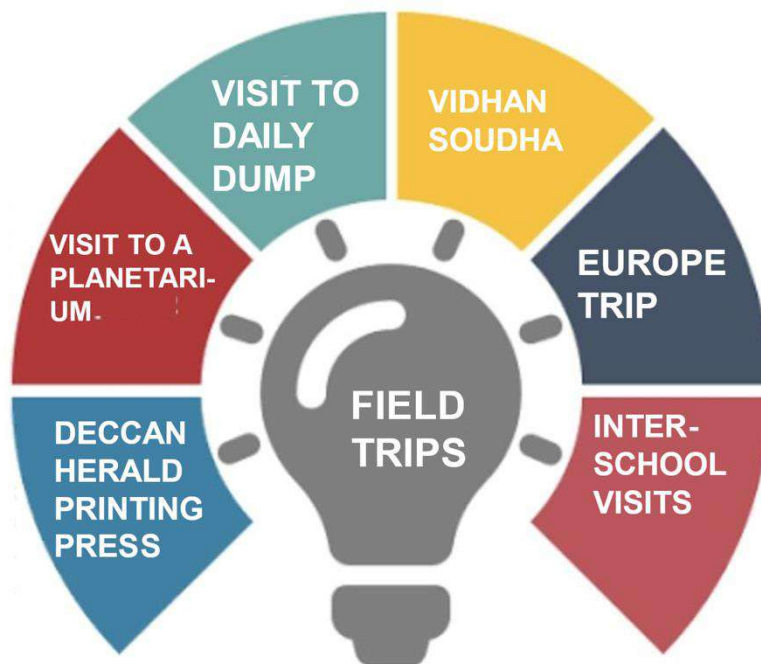 DECCAN
HERALD
PRINTING
PRESS
VISIT TO A
PLANETARI-
UM-
VISIT TO
DAILY
DUMP
VIDHAN
SOUDHA
EUROPE
TRIP
INTER-
SCHOOL
VISITS
FIELD
TRIPS